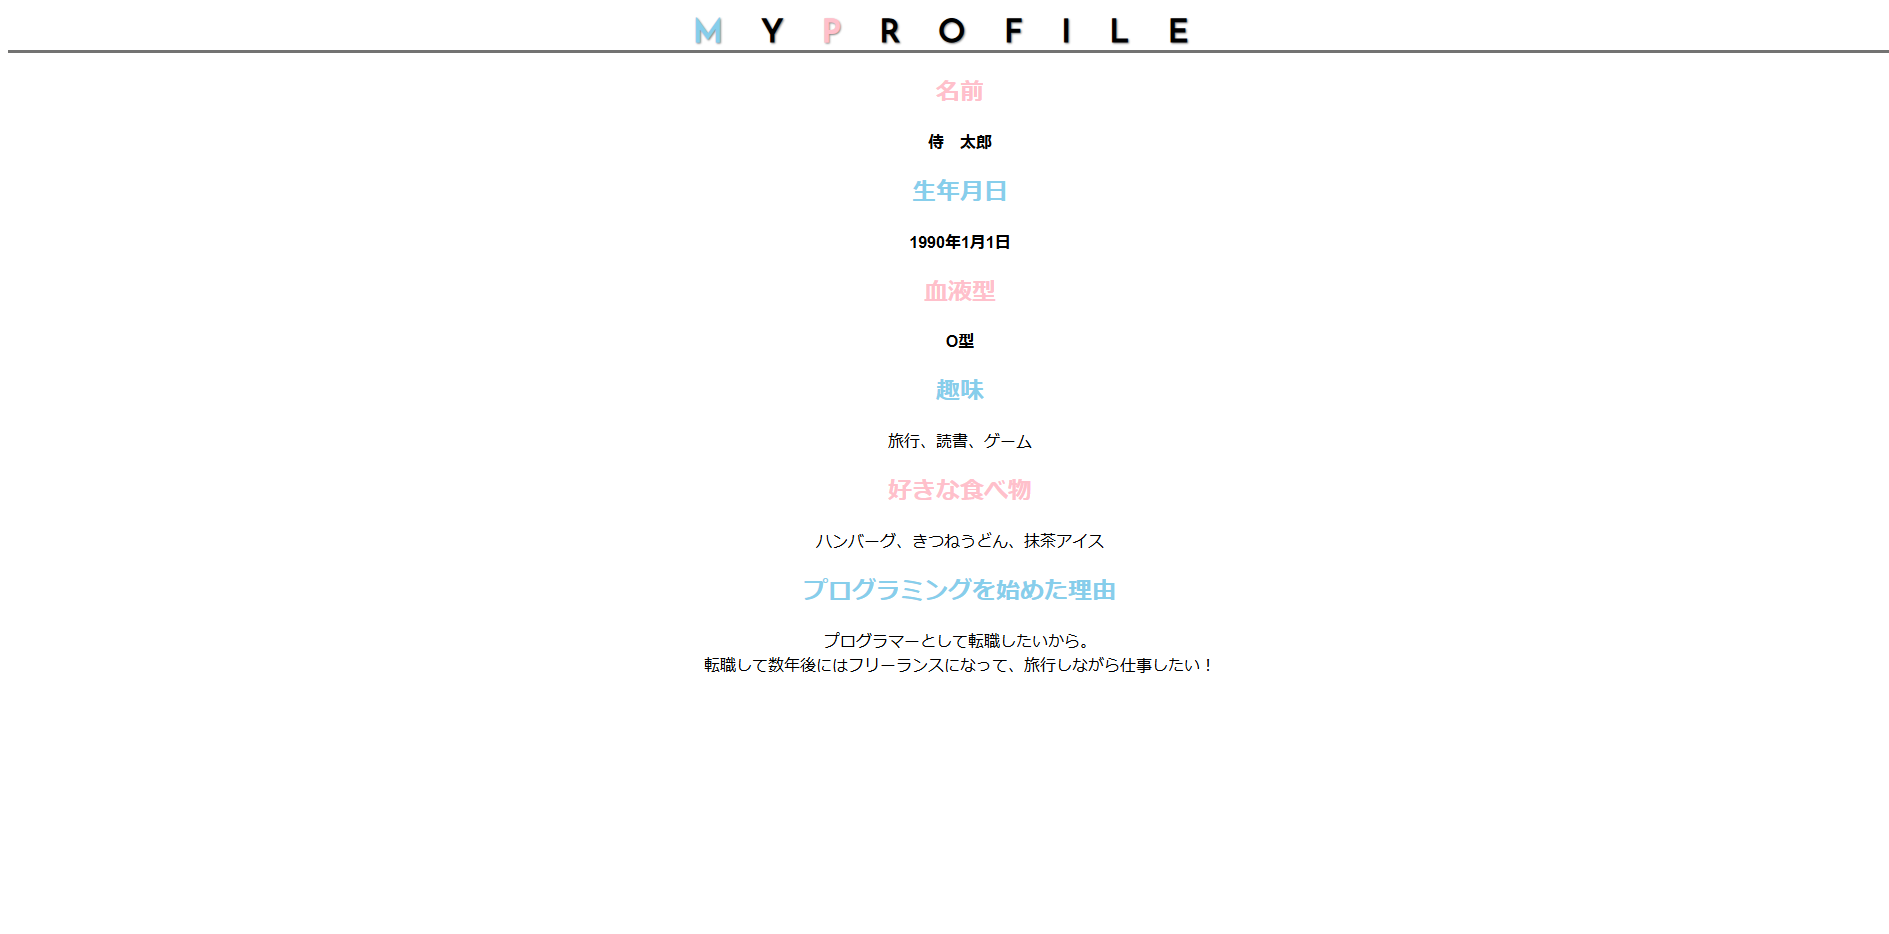 MYPROFILE
名前
侍　太郎
生年月日
1990年1月1日
血液型
O型
趣味
旅行、読書、ゲーム
好きな食べ物
ハンバーグ、きつねうどん、抹茶アイス
プログラミングを始めた理由
プログラマーとして転職したいから。
転職して数年後にはフリーランスになって、旅行しながら仕事したい！